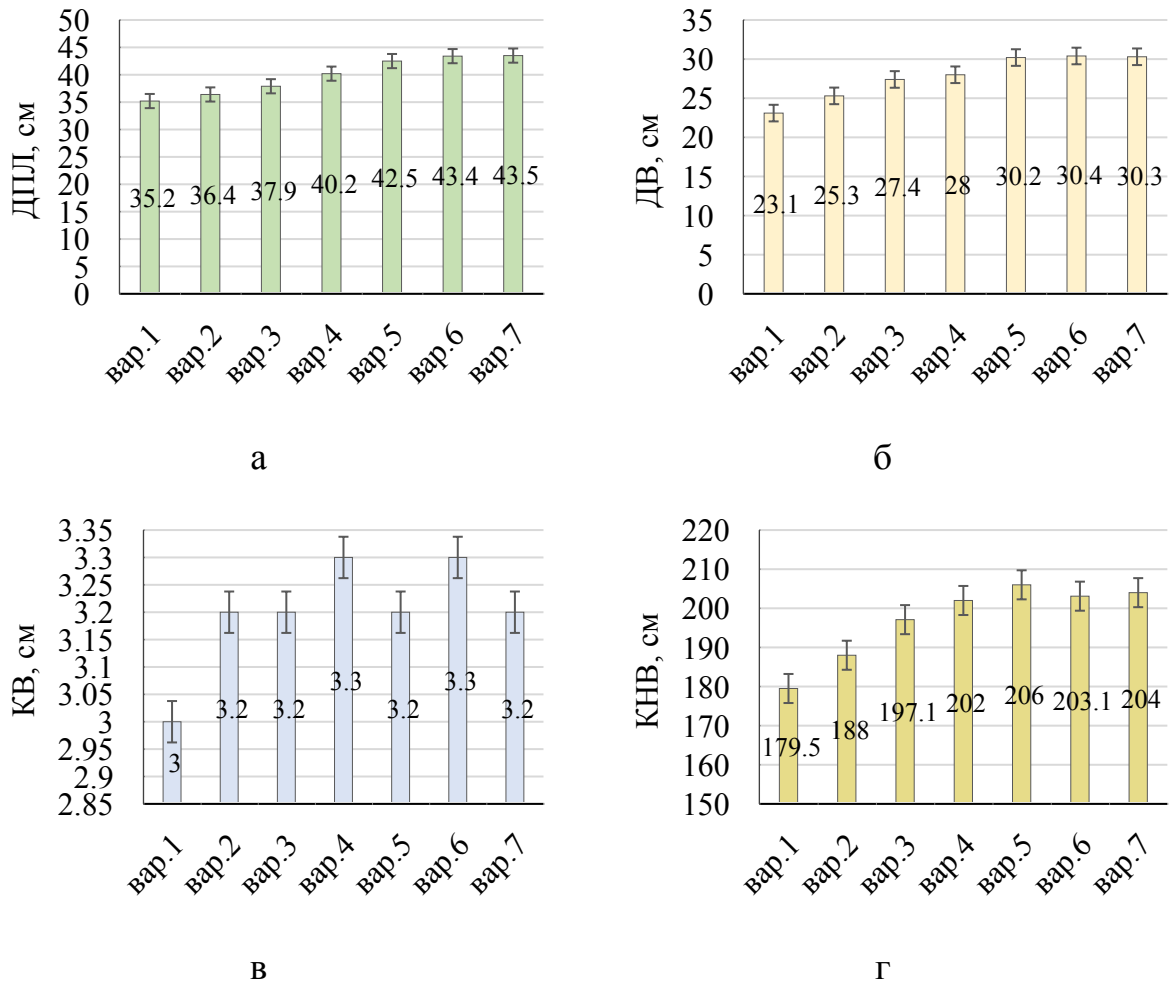 ДПЛ, см
50
45
40
35
30
25
20
15
10
5
0
35.2 36.4 37.9 40.2 42.5 43.4 43.5
вар.1 вар.2 вар.3 вар.4 вар.5 вар.6 вар.7
а
ДВ, см
35
30
25
20
15
10
5
0
23.1 25.3 27.4 28 30.2 30.4 30.3
вар.1 вар.2 вар.3 вар.4 вар.5 вар.6 вар.7
б
КВ, см
3.35
3.3
3.25
3.2
3.15
3.1
3.05
3
2.95
2.9
2.85
3 3.2 3.2 3.3 3.2 3.3 3.2
вар.1 вар.2 вар.3 вар.4 вар.5 вар.6 вар.7
в
КНВ, см
220
210
200
190
180
170
160
150
179.5 188 197.1 202 206 203.1 204
вар.1 вар.2 вар.3 вар.4 вар.5 вар.6 вар.7
г